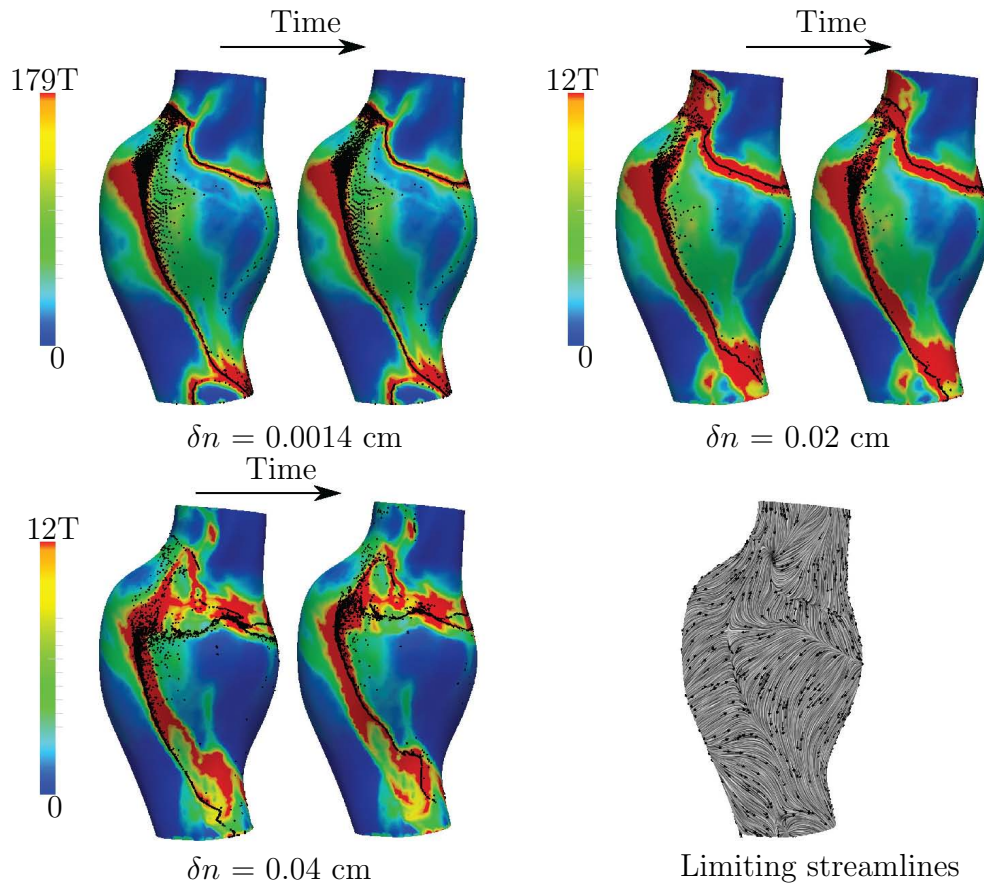 Time
179T
0
δn = 0.0014 cm
Time
12T
0
δn = 0.02 cm
Time
12T
0
δn = 0.04 cm
Limiting streamlines